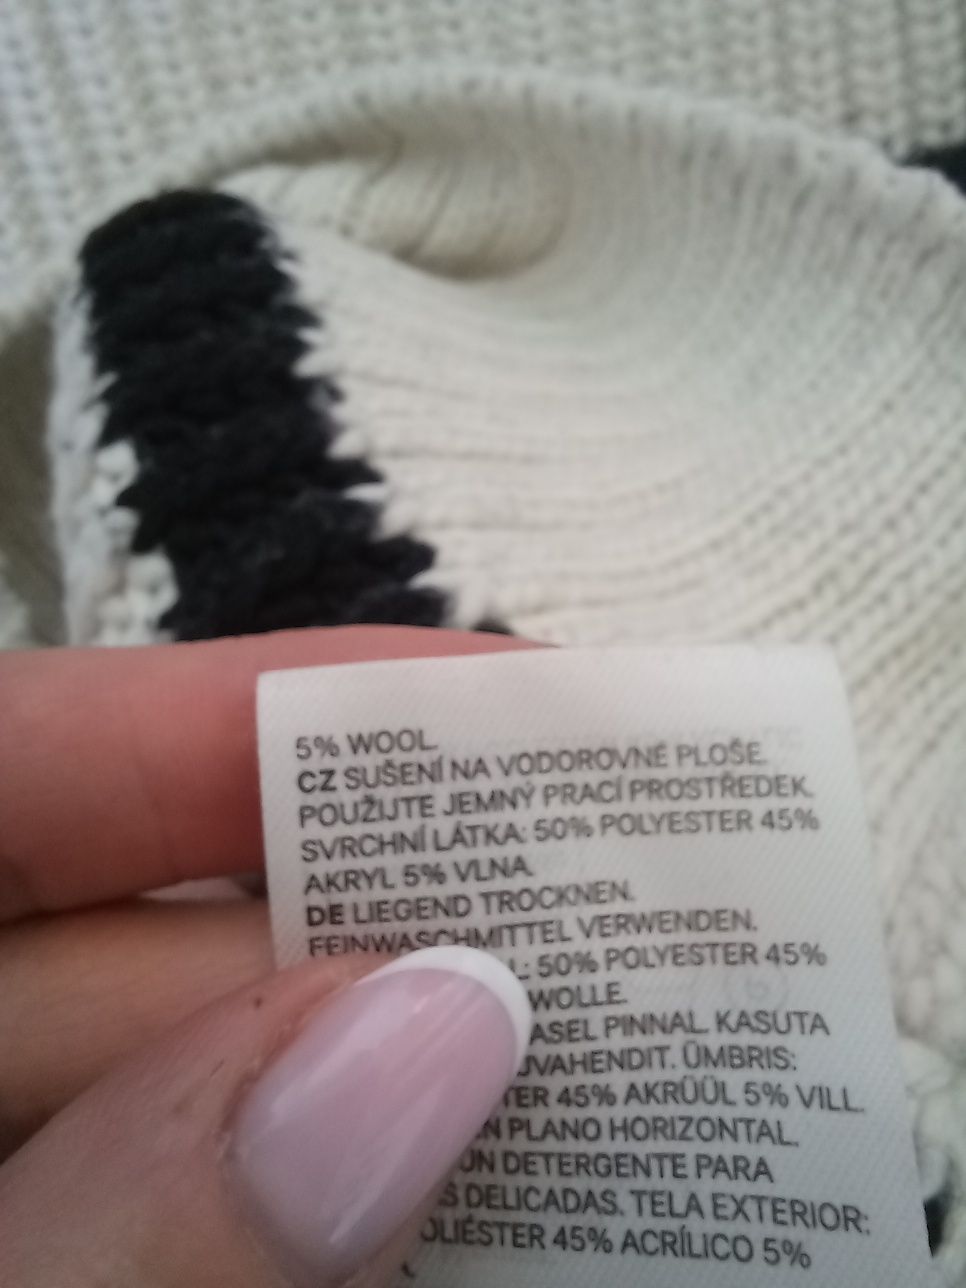 5% WOOL.
CZ SUŠENÍ NA VODOROVNÉ PLOŠE.
POUŽIJTE JEMNÝ PRACÍ PROSTŘEDEK.
SVRCHNÍ LÁTKA: 50% POLYESTER 45%
AKRYL 5% VLNA.
DE LIEGEND TROCKNEN.
FEINWASCHMITTEL VERWENDEN.
50% POLYESTER 45%
WOLLE.
PINNAL. KASUTA
ÜMBRIS:
45% AKRÜÜL 5% VILL.
PLANO HORIZONTAL.
UN DETERGENTE PARA
DELICADAS. TELA EXTERIOR:
45% ACRÍLICO 5%